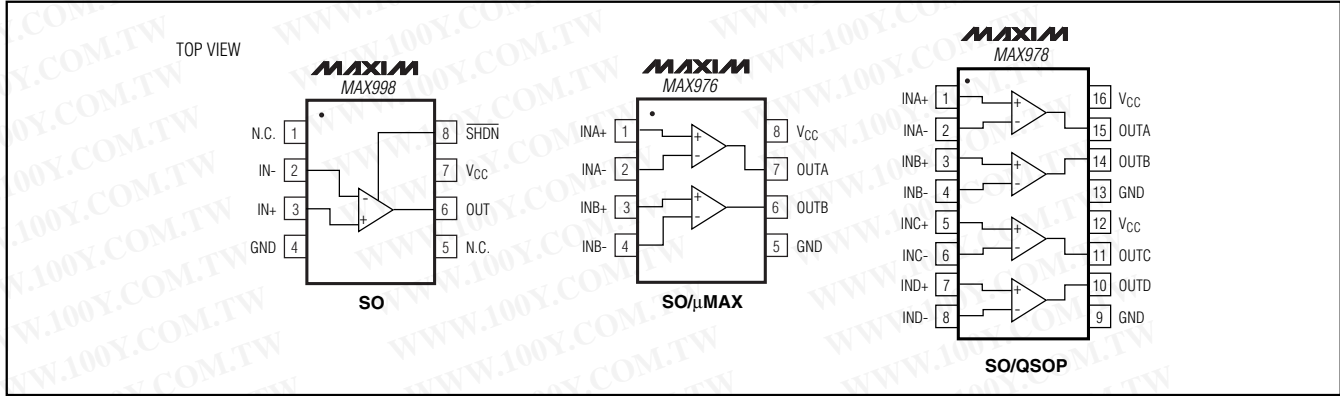 TOP VIEW
MAXIM
MAX998
N.C. 1
IN- 2
IN+ 3
GND 4
8 SHDN
7 VCC
6 OUT
5 N.C.
-
+
SO
MAXIM
MAX976
INA+ 1
INA- 2
INB+ 3
INB- 4
8 VCC
7 OUTA
6 OUTB
5 GND
+
-
+
-
SO/μMAX
MAXIM
MAX978
INA+ 1
INA- 2
INB+ 3
INB- 4
INC+ 5
INC- 6
IND+ 7
IND- 8
16 VCC
15 OUTA
14 OUTB
13 GND
12 VCC
11 OUTC
10 OUTD
9 GND
+
-
+
-
+
-
+
-
SO/QSOP
WWW.100Y.COM.TW